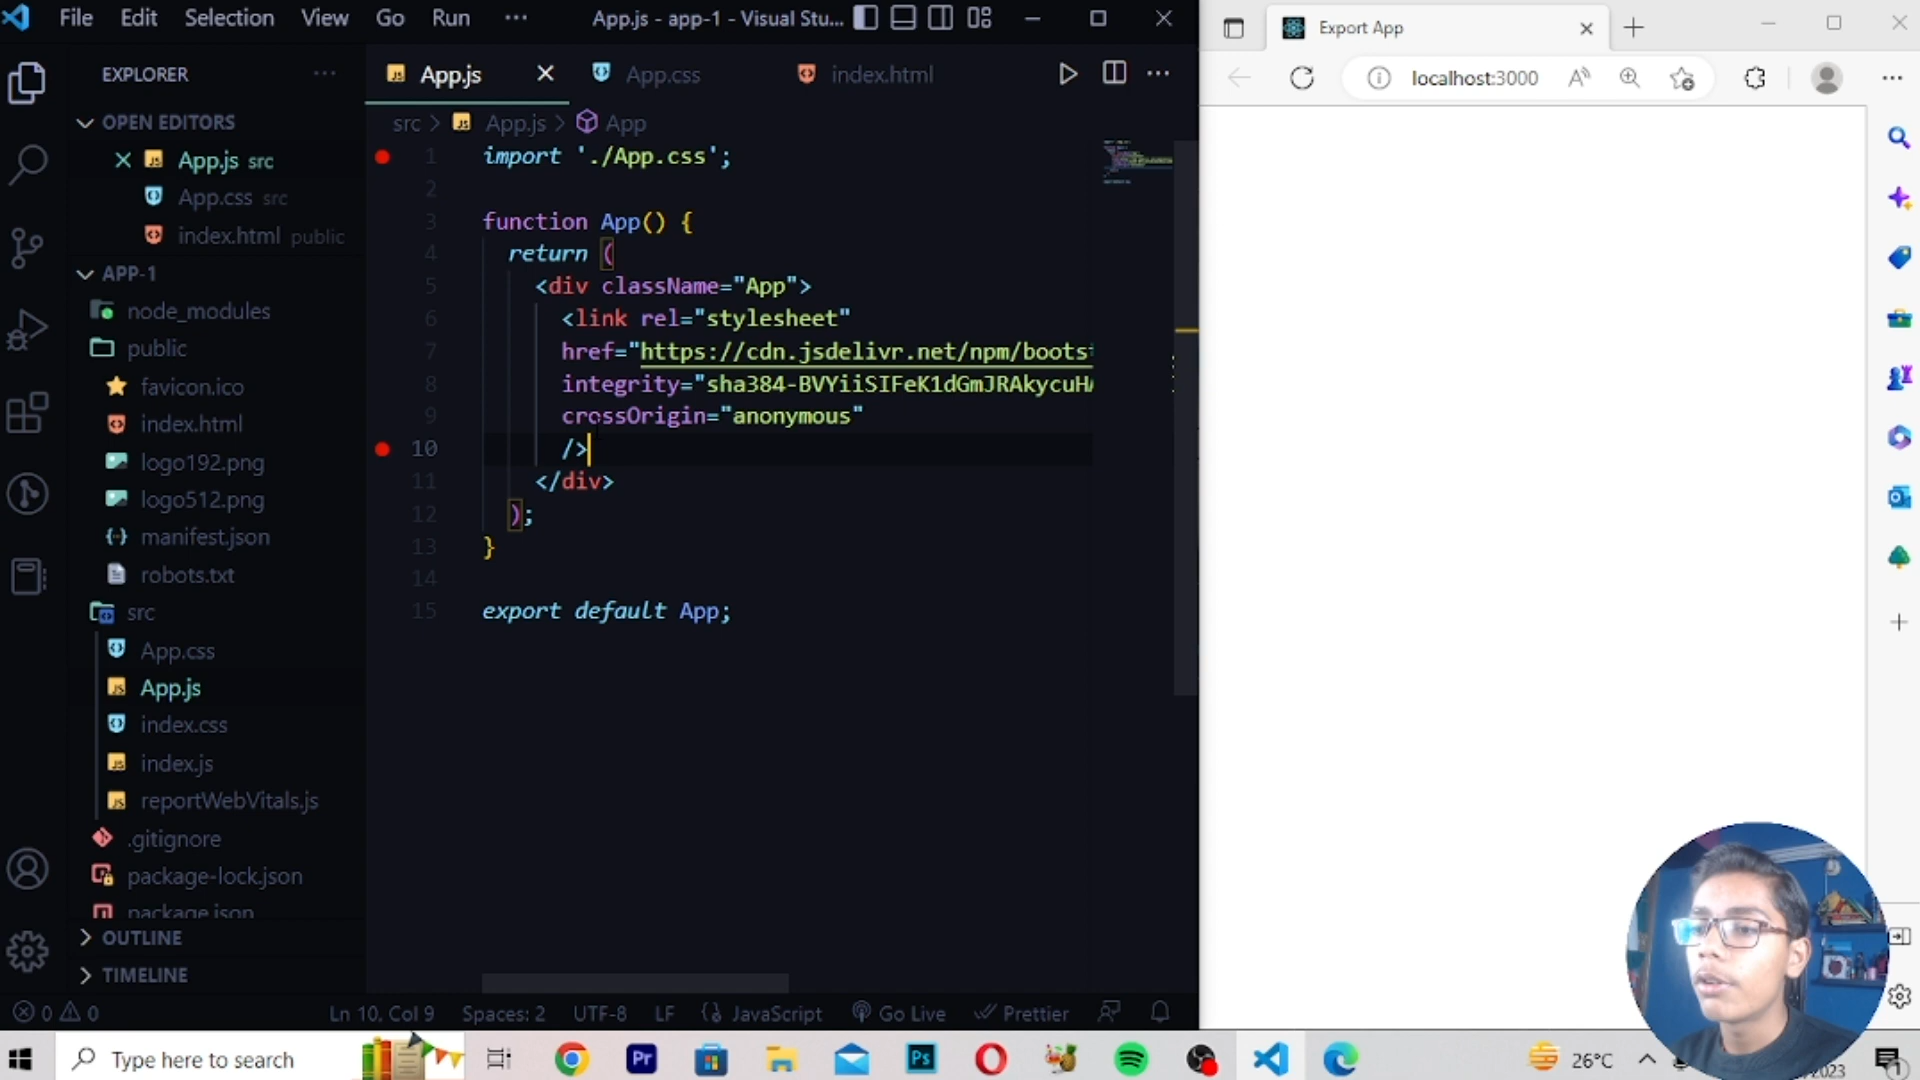 File Edit Selection View Go Run ··· App.js - app-1 - Visual Stu...
EXPLORER ···
OPEN EDITORS
App.js src
App.css src
index.html public
APP-1
node_modules
public
favicon.ico
index.html
logo192.png
logo512.png
manifest.json
robots.txt
src
App.css
App.js
index.css
index.js
reportWebVitals.js
.gitignore
package-lock.json
package.json
OUTLINE
TIMELINE
App.js App.css index.html
src > App.js > App
1 import './App.css';
2
3 function App() {
4 return (
5 <div className="App">
6 <link rel="stylesheet"
7 href="https://cdn.jsdelivr.net/npm/boots
8 integrity="sha384-BVYiiSIFeK1dGmJRAkycuH
9 crossOrigin="anonymous"
10 />
11 </div>
12 );
13 }
14
15 export default App;
0 0 Ln 10, Col 9 Spaces: 2 UTF-8 LF JavaScript Go Live Prettier
Export App
localhost:3000
Type here to search
26°C
2023